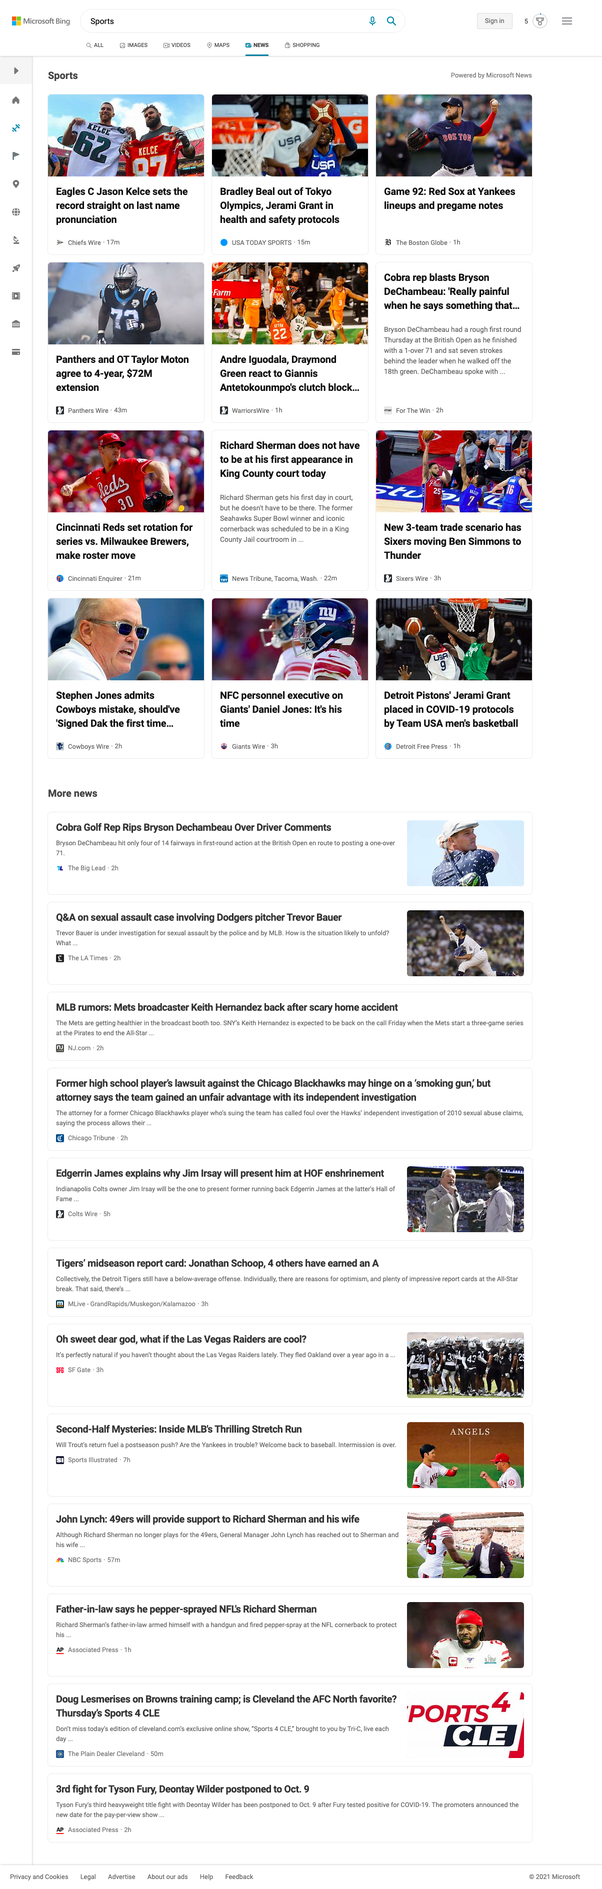 Microsoft Bing
Sports
Sign in
5
ALL
IMAGES
VIDEOS
MAPS
NEWS
SHOPPING
Sports
Powered by Microsoft News
KELCE
62
KELCE
87
Eagles C Jason Kelce sets the
record straight on last name
pronunciation
Chiefs Wire · 17m
USA
Bradley Beal out of Tokyo
Olympics, Jerami Grant in
health and safety protocols
USA TODAY SPORTS · 15m
BOSTON
Game 92: Red Sox at Yankees
lineups and pregame notes
The Boston Globe · 1h
72
Panthers and OT Taylor Moton
agree to 4-year, $72M
extension
Panthers Wire · 43m
Farm
22
34
Andre Iguodala, Draymond
Green react to Giannis
Antetokounmpo's clutch block...
WarriorsWire · 1h
Cobra rep blasts Bryson
DeChambeau: 'Really painful
when he says something that...
Bryson DeChambeau had a rough first round
Thursday at the British Open as he finished
with a 1-over 71 and sat seven strokes
behind the leader when he walked off the
18th green. DeChambeau spoke with ...
For The Win · 2h
Reds
30
Cincinnati Reds set rotation for
series vs. Milwaukee Brewers,
make roster move
Cincinnati Enquirer · 21m
Richard Sherman does not have
to be at his first appearance in
King County court today
Richard Sherman gets his first day in court,
but he doesn't have to be there. The former
Seahawks Super Bowl winner and iconic
cornerback was scheduled to be in a King
County Jail courtroom in ...
News Tribune, Tacoma, Wash. · 22m
25
7
16
New 3-team trade scenario has
Sixers moving Ben Simmons to
Thunder
Sixers Wire · 3h
Stephen Jones admits
Cowboys mistake, should've
'Signed Dak the first time...
Cowboys Wire · 2h
ny
NFC personnel executive on
Giants' Daniel Jones: It's his
time
Giants Wire · 3h
USA
9
Detroit Pistons' Jerami Grant
placed in COVID-19 protocols
by Team USA men's basketball
Detroit Free Press · 1h
More news
Cobra Golf Rep Rips Bryson Dechambeau Over Driver Comments
Bryson DeChambeau hit only four of 14 fairways in first-round action at the British Open en route to posting a one-over
71.
The Big Lead · 2h
Q&A on sexual assault case involving Dodgers pitcher Trevor Bauer
Trevor Bauer is under investigation for sexual assault by the police and by MLB. How is the situation likely to unfold?
What ...
The LA Times · 2h
MLB rumors: Mets broadcaster Keith Hernandez back after scary home accident
The Mets are getting healthier in the broadcast booth too. SNY's Keith Hernandez is expected to be back on the call Friday when the Mets start a three-game series
at the Pirates to end the All-Star ...
NJ.com · 2h
Former high school player's lawsuit against the Chicago Blackhawks may hinge on a 'smoking gun,' but
attorney says the team gained an unfair advantage with its independent investigation
The attorney for a former Chicago Blackhawks player who's suing the team has called foul over the Hawks' independent investigation of 2010 sexual abuse claims,
saying the process allows their ...
Chicago Tribune · 2h
Edgerrin James explains why Jim Irsay will present him at HOF enshrinement
Indianapolis Colts owner Jim Irsay will be the one to present former running back Edgerrin James at the latter's Hall of
Fame ...
Colts Wire · 5h
Tigers' midseason report card: Jonathan Schoop, 4 others have earned an A
Collectively, the Detroit Tigers still have a below-average offense. Individually, there are reasons for optimism, and plenty of impressive report cards at the All-Star
break. That said, there's ...
MLive - GrandRapids/Muskegon/Kalamazoo · 3h
Oh sweet dear god, what if the Las Vegas Raiders are cool?
It's perfectly natural if you haven't thought about the Las Vegas Raiders lately. They fled Oakland over a year ago in a ...
SF Gate · 3h
Second-Half Mysteries: Inside MLB's Thrilling Stretch Run
Will Trout's return fuel a postseason push? Are the Yankees in trouble? Welcome back to baseball. Intermission is over.
Sports Illustrated · 7h
ANGELS
John Lynch: 49ers will provide support to Richard Sherman and his wife
Although Richard Sherman no longer plays for the 49ers, General Manager John Lynch has reached out to Sherman and
his wife ...
NBC Sports · 57m
Father-in-law says he pepper-sprayed NFL's Richard Sherman
Richard Sherman's father-in-law armed himself with a handgun and fired pepper-spray at the NFL cornerback to protect
his ...
AP Associated Press · 1h
Doug Lesmerises on Browns training camp; is Cleveland the AFC North favorite?
Thursday's Sports 4 CLE
Don't miss today's edition of cleveland.com's exclusive online show, "Sports 4 CLE," brought to you by Tri-C, live each
day ...
The Plain Dealer Cleveland · 50m
PORTS 4
CLE
3rd fight for Tyson Fury, Deontay Wilder postponed to Oct. 9
Tyson Fury's third heavyweight title fight with Deontay Wilder has been postponed to Oct. 9 after Fury tested positive for COVID-19. The promoters announced the
new date for the pay-per-view show ...
AP Associated Press · 2h
Privacy and Cookies
Legal
Advertise
About our ads
Help
Feedback
© 2021 Microsoft